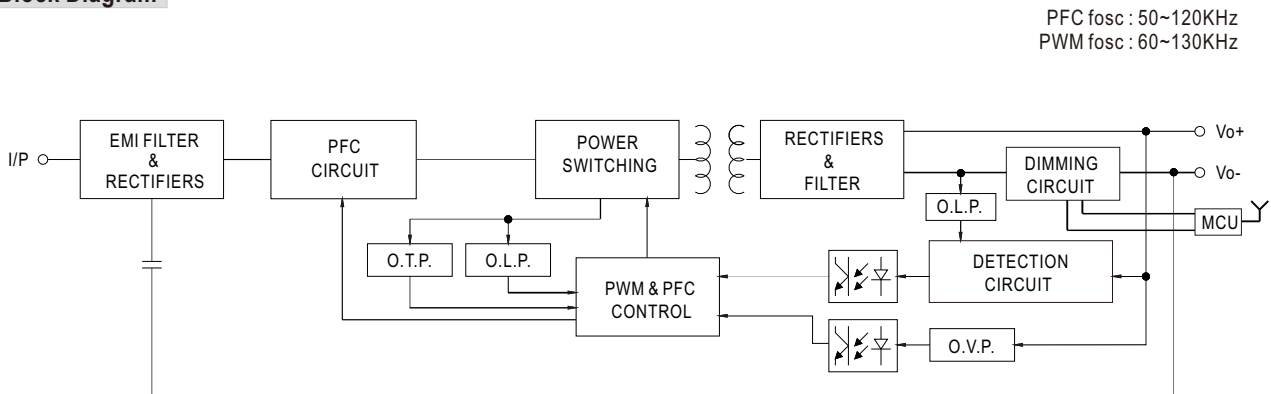 Block Diagram
PFC fosc : 50~120KHz
PWM fosc : 60~130KHz
I/P
EMI FILTER
&
RECTIFIERS
PFC
CIRCUIT
POWER
SWITCHING
RECTIFIERS
&
FILTER
DIMMING
CIRCUIT
Vo+
Vo-
MCU
O.L.P.
O.T.P.
O.L.P.
PWM & PFC
CONTROL
DETECTION
CIRCUIT
O.V.P.